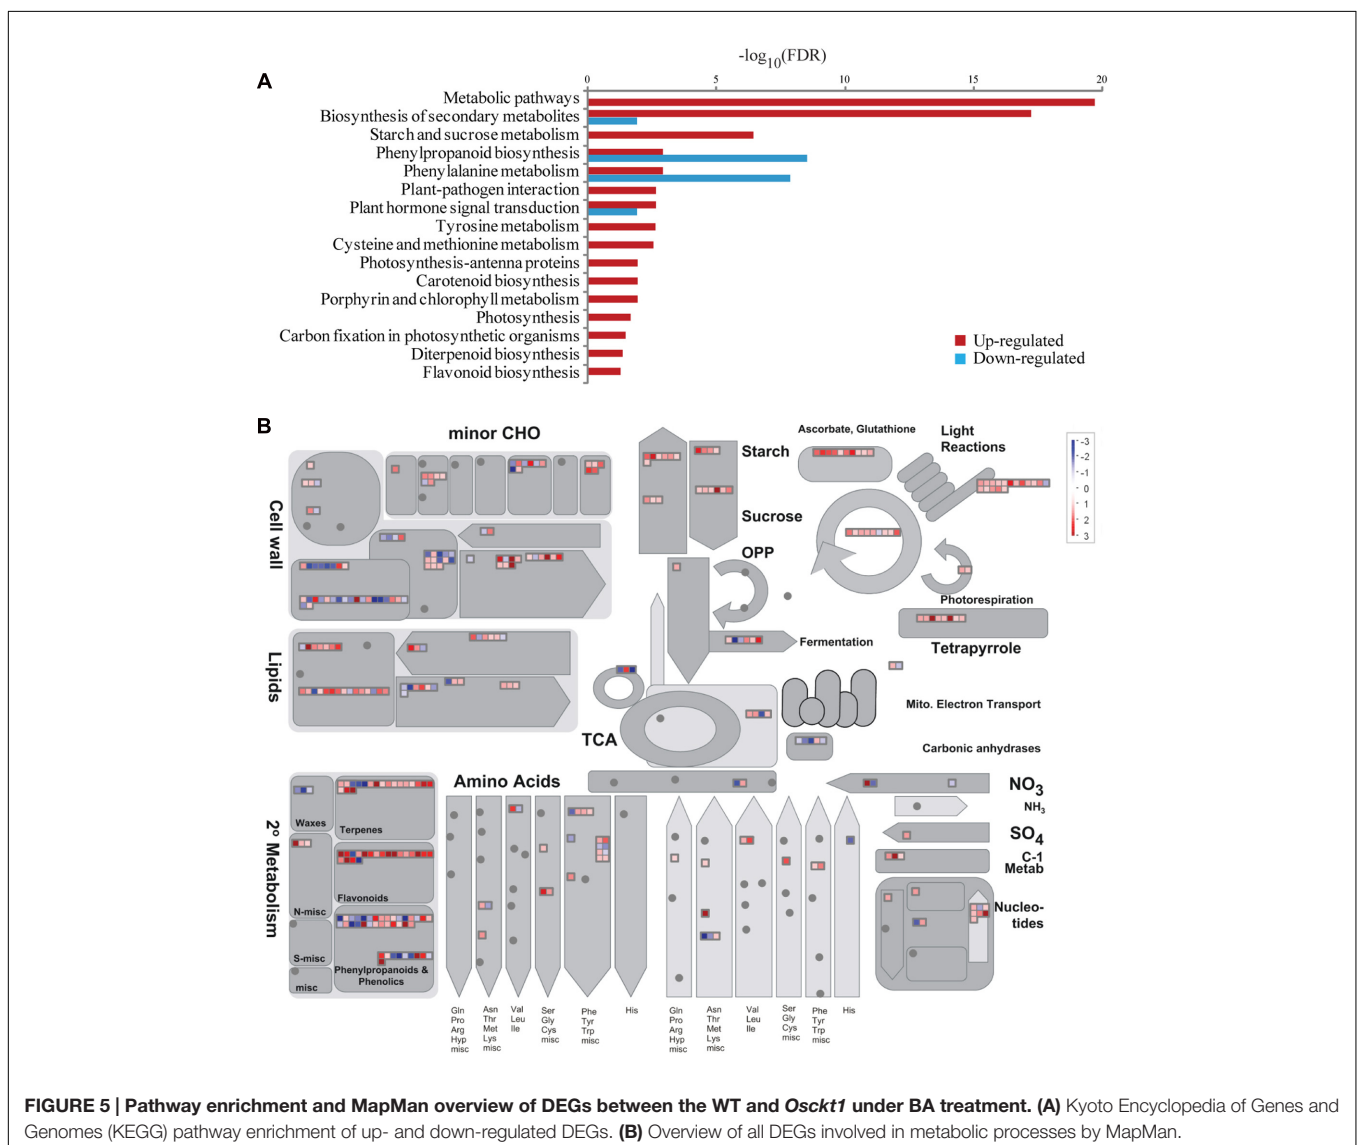 -log10(FDR)
A
0 5 10 15 20
Metabolic pathways
Biosynthesis of secondary metabolites
Starch and sucrose metabolism
Phenylpropanoid biosynthesis
Phenylalanine metabolism
Plant-pathogen interaction
Plant hormone signal transduction
Tyrosine metabolism
Cysteine and methionine metabolism
Photosynthesis-antenna proteins
Carotenoid biosynthesis
Porphyrin and chlorophyll metabolism
Photosynthesis
Carbon fixation in photosynthetic organisms
Diterpenoid biosynthesis
Flavonoid biosynthesis
Up-regulated
Down-regulated
B
minor CHO
Cell wall
Lipids
2° Metabolism
Starch
Sucrose
OPP
Ascorbate, Glutathione
Light
Reactions
-3
-2
-1
0
1
2
3
Photorespiration
Tetrapyrrole
Fermentation
Mito. Electron Transport
TCA
Carbonic anhydrases
Amino Acids
NO3
NH3
SO4
C-1
Metab
Nucleo-
tides
Waxes
Terpenes
N-misc
Flavonoids
S-misc
misc
Phenylpropanoids &
Phenolics
Gln
Pro
Arg
Hyp
misc
Asn
Thr
Met
Lys
misc
Val
Leu
Ile
Ser
Gly
Cys
misc
Phe
Tyr
Trp
misc
His
Gln
Pro
Arg
Hyp
misc
Asn
Thr
Met
Lys
misc
Val
Leu
Ile
Ser
Gly
Cys
misc
Phe
Tyr
Trp
misc
His
FIGURE 5 | Pathway enrichment and MapMan overview of DEGs between the WT and Osckt1 under BA treatment. (A) Kyoto Encyclopedia of Genes and
Genomes (KEGG) pathway enrichment of up- and down-regulated DEGs. (B) Overview of all DEGs involved in metabolic processes by MapMan.